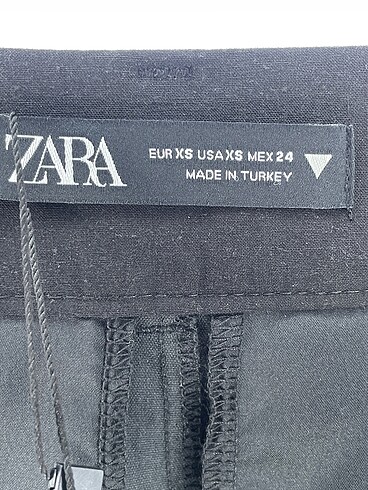 ZARA
EUR XS USA XS MEX 24
MADE IN TURKEY